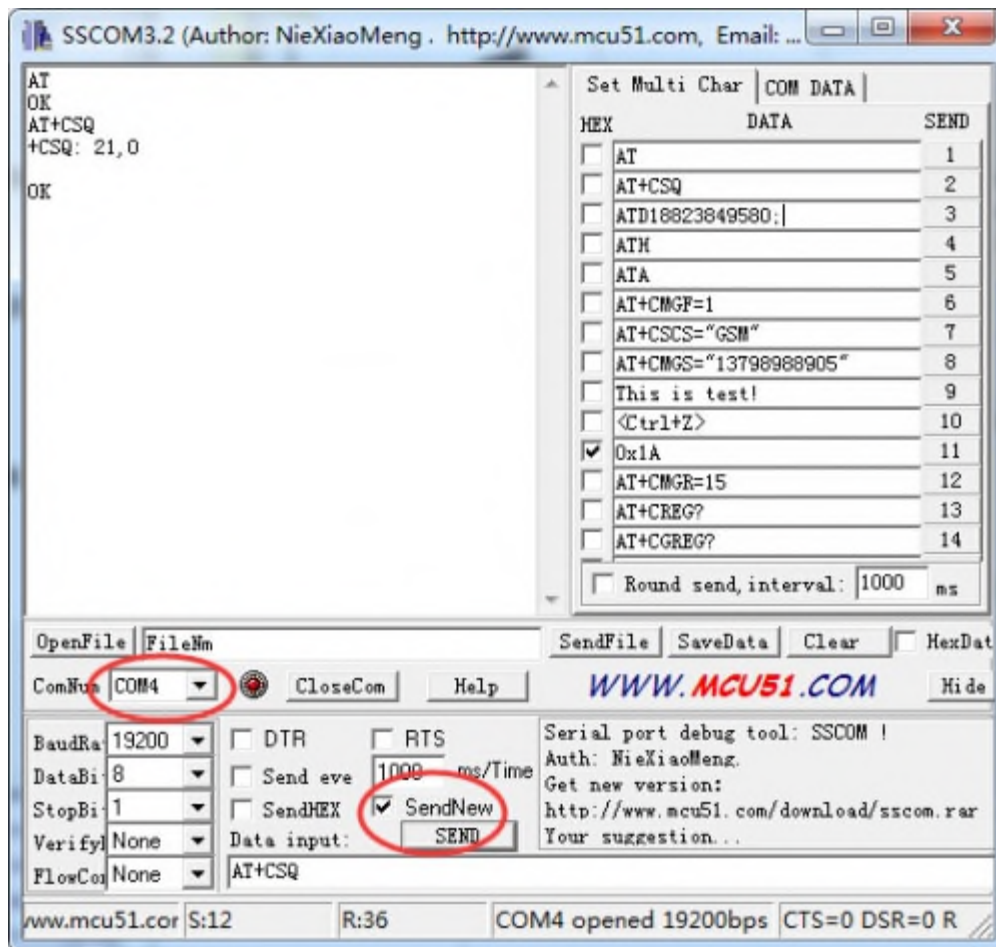 SSCOM3.2 (Author: NieXiaoMeng . http://www.mcu51.com, Email: ...
AT
OK
AT+CSQ
+CSQ: 21,0
OK
Set Multi Char COM DATA
HEX DATA SEND
AT 1
AT+CSQ 2
ATD18823849580; 3
ATH 4
ATA 5
AT+CMGF=1 6
AT+CSCS="GSM" 7
AT+CMGS="13798988905" 8
This is test! 9
<Ctrl+Z> 10
0x1A 11
AT+CMGR=15 12
AT+CREG? 13
AT+CGREG? 14
Round send,interval: 1000 ms
OpenFile FileNm SendFile SaveData Clear HexDat
ComNum COM4 CloseCom Help WWW.MCU51.COM Hide
BaudRa 19200 DTR RTS
DataBi 8 Send eve 1000 ms/Time
StopBi 1 SendHEX SendNew
Verifyl None Data input: SEND
FlowCo None AT+CSQ
Serial port debug tool: SSCOM !
Auth: NieXiaoMeng.
Get new version:
http://www.mcu51.com/download/sscom.rar
Your suggestion...
/ww.mcu51.cor S:12 R:36 COM4 opened 19200bps CTS=0 DSR=0 R